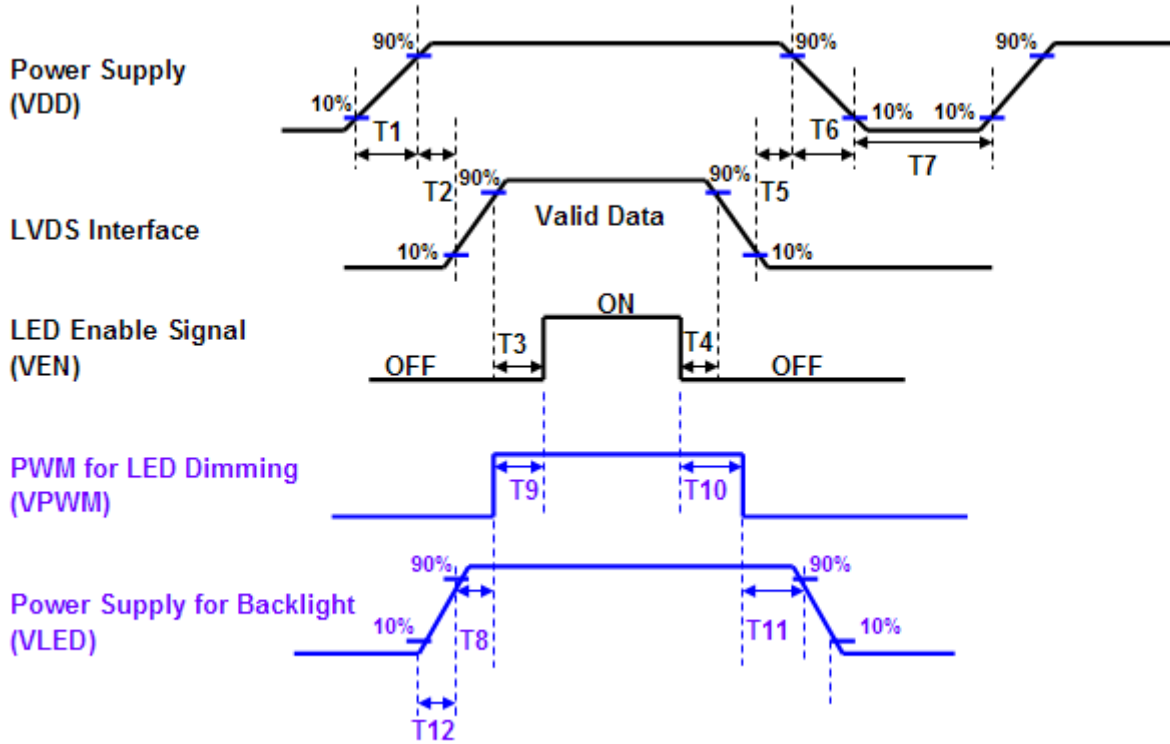 90% 90% 90%
Power Supply
(VDD)
10% 10% 10%
T1 T6
T7
T2 T5
90% 90%
Valid Data
LVDS Interface
10% 10%
ON
LED Enable Signal
(VEN)
T3 T4
OFF OFF
PWM for LED Dimming
(VPWM)
T9 T10
90% 90%
Power Supply for Backlight
(VLED)
10% 10%
T8 T11
T12